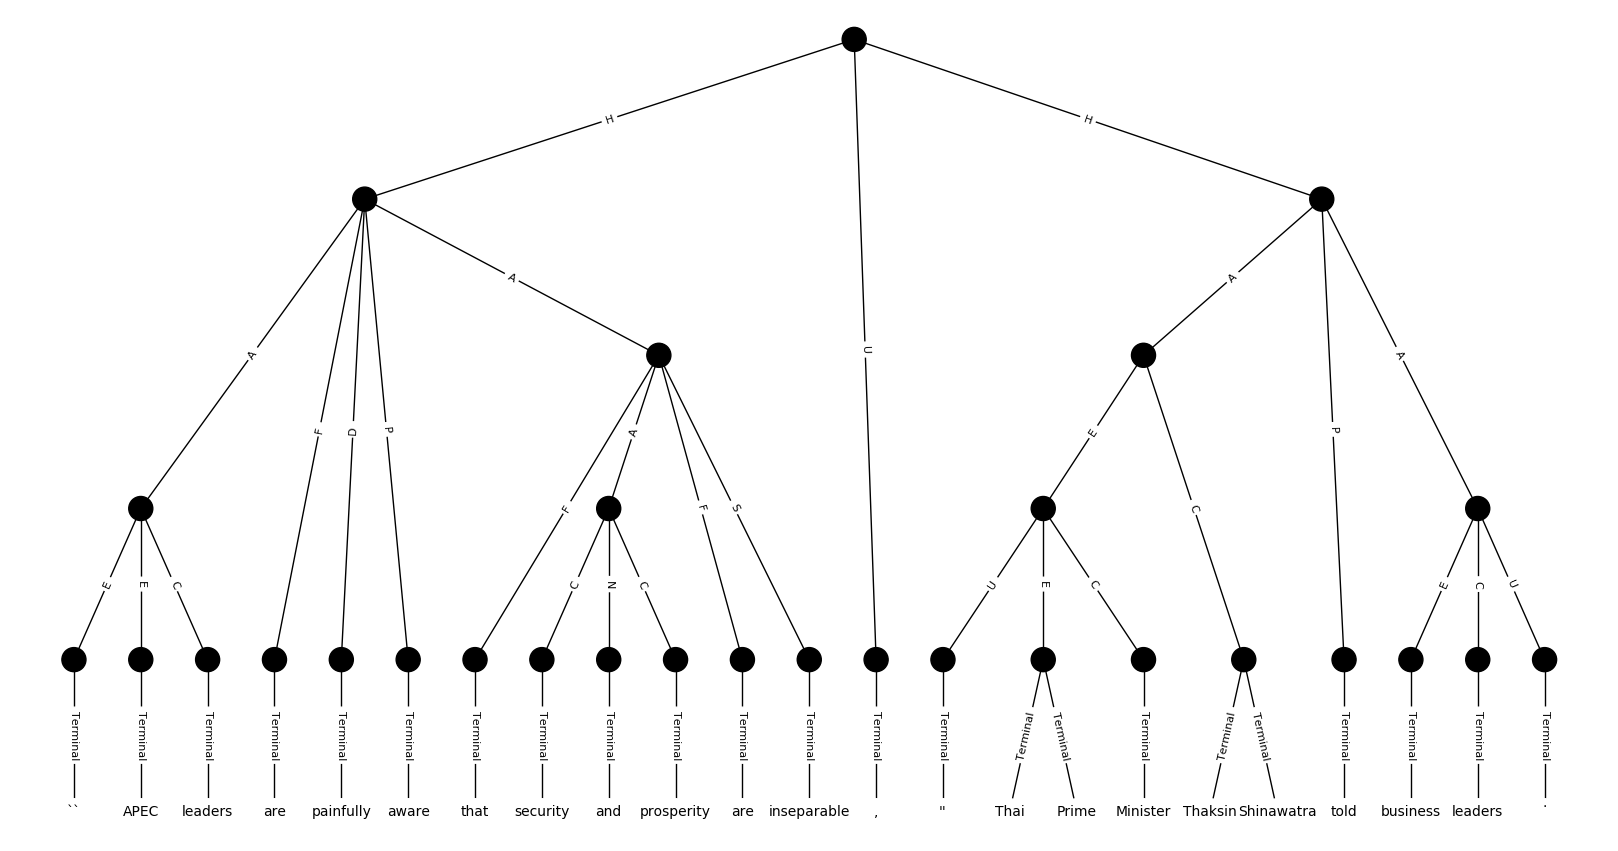 H H
A F D P A U A P A
F A F S E C
E E C C N C U E C E C U
Terminal Terminal Terminal Terminal Terminal Terminal Terminal Terminal Terminal Terminal Terminal Terminal Terminal Terminal Terminal Terminal Terminal Terminal Terminal Terminal Terminal Terminal Terminal
`` APEC leaders are painfully aware that security and prosperity are inseparable , " Thai Prime Minister Thaksin Shinawatra told business leaders .